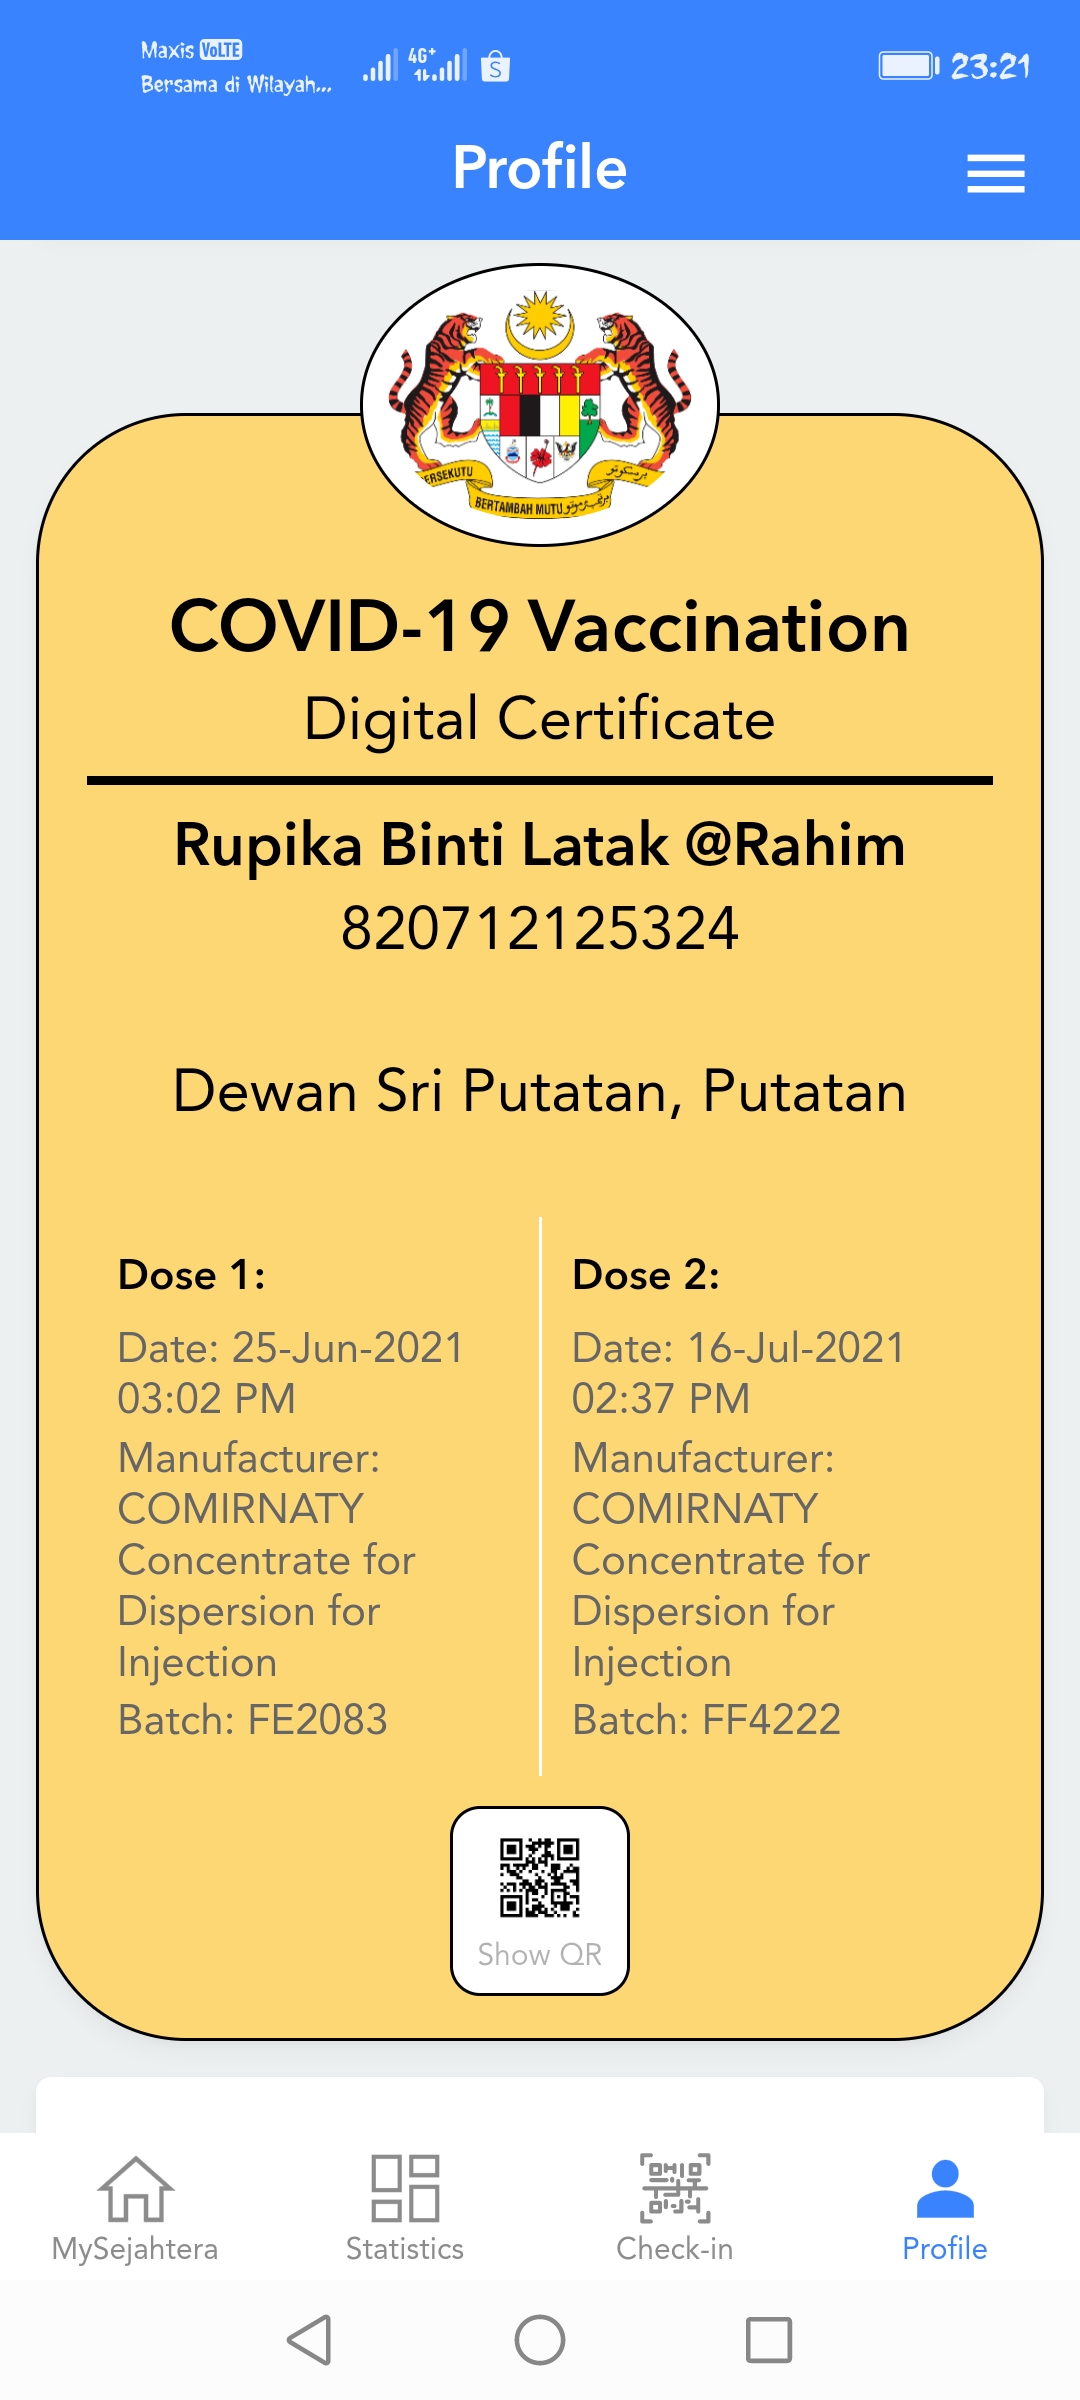 Maxis VoLTE
Bersama di Wilayah...
4G+
23:21
Profile
BERTAMBAH MUTU
COVID-19 Vaccination
Digital Certificate
Rupika Binti Latak @Rahim
820712125324
Dewan Sri Putatan, Putatan
Dose 1:
Date: 25-Jun-2021
03:02 PM
Manufacturer:
COMIRNATY
Concentrate for
Dispersion for
Injection
Batch: FE2083
Dose 2:
Date: 16-Jul-2021
02:37 PM
Manufacturer:
COMIRNATY
Concentrate for
Dispersion for
Injection
Batch: FF4222
Show QR
MySejahtera
Statistics
Check-in
Profile